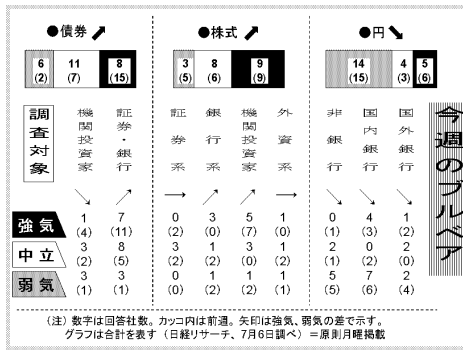 ●債券 ↗ ●株式 ↗ ●円 ↘
6 11 8 3 8 9 14 4 5
(2) (7) (15) (5) (6) (9) (15) (3) (6)
今週のブルベア
調査対象 機関投資家 証券・銀行 証券系 銀行系 機関投資家 外資系 非銀行 国内銀行 国外銀行
↘ ↗ → ↗ ↗ → ↘ ↘ ↘
強気 1 7 0 3 5 1 0 4 1
(4) (11) (2) (0) (7) (0) (1) (3) (2)
中立 3 8 3 1 3 1 2 0 2
(2) (5) (2) (2) (1) (1) (1) (2) (0)
弱気 3 3 0 1 1 1 5 7 2
(1) (1) (0) (2) (2) (1) (5) (6) (4)
(注) 数字は回答社数。カッコ内は前週。矢印は強気、弱気の差で示す。
グラフは合計を表す (日経リサーチ、7月6日調べ) =原則月曜掲載